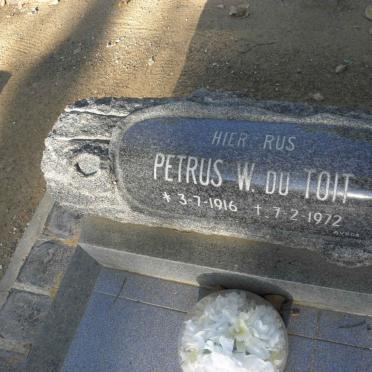 HIER RUS
PETRUS W. DU TOIT
* 3-7-1916 † 7-2-1972